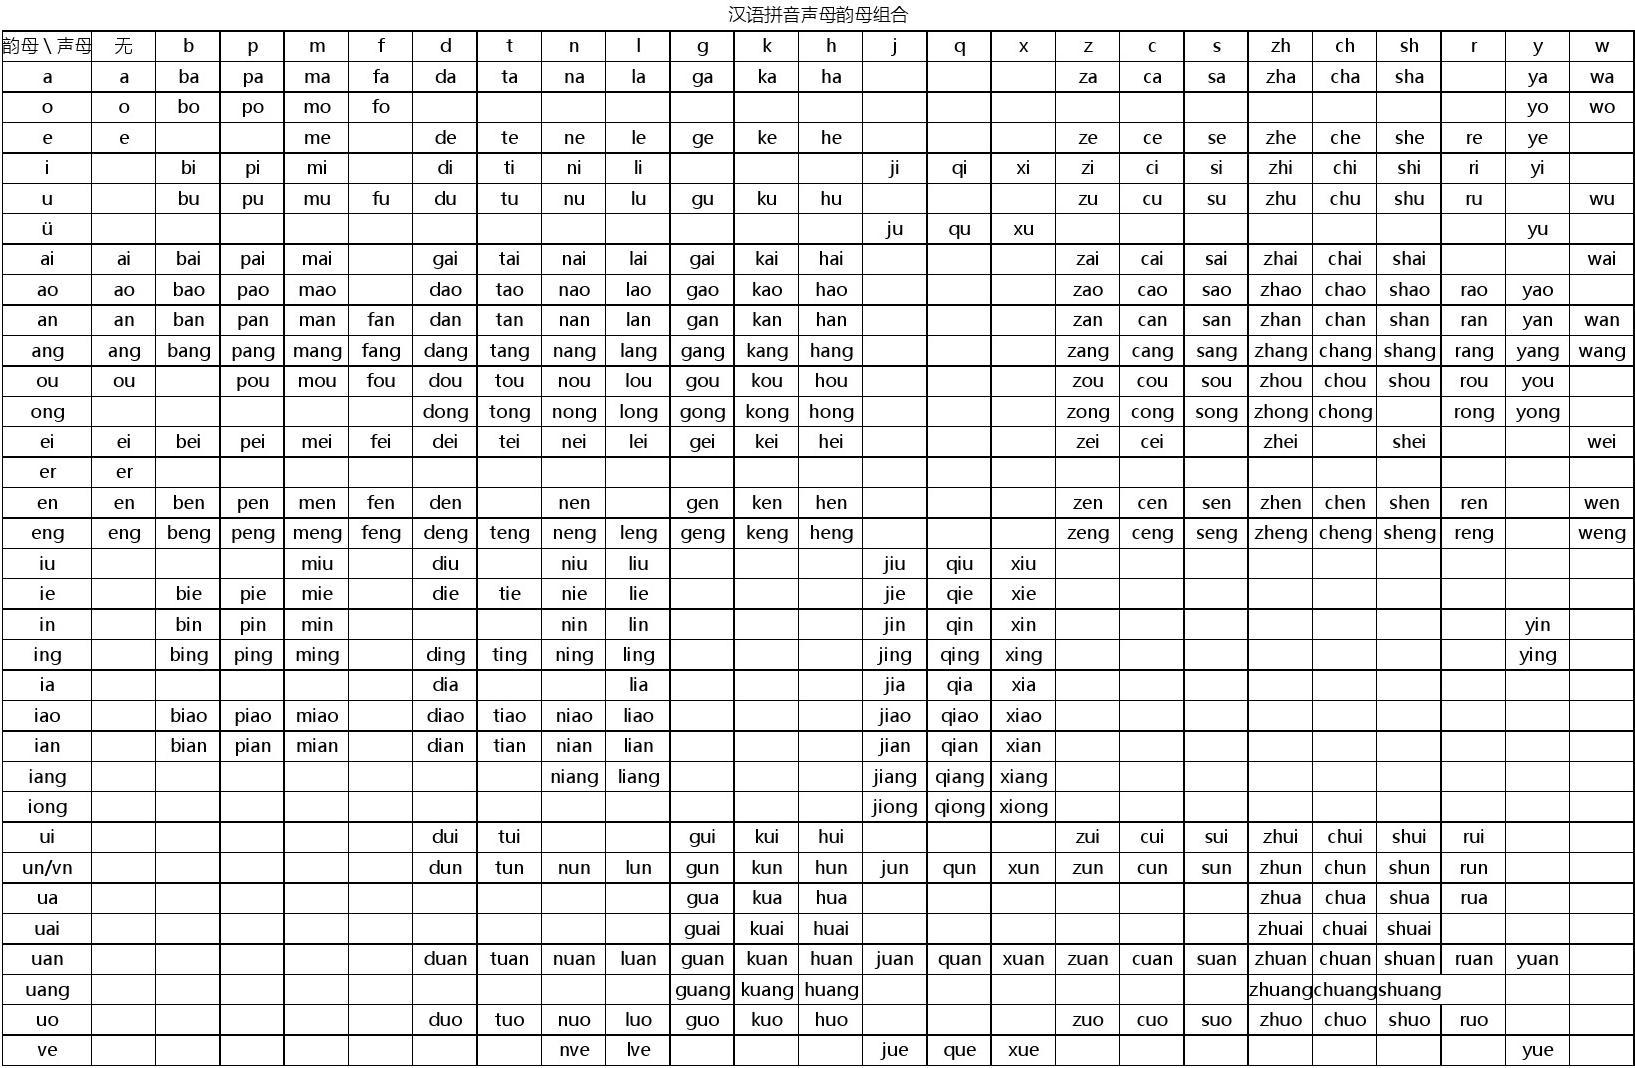 汉语拼音声母韵母组合
韵母 \ 声母 无 b p m f d t n l g k h j q x z c s zh ch sh r y w
a a ba pa ma fa da ta na la ga ka ha za ca sa zha cha sha ya wa
o o bo po mo fo yo wo
e e me de te ne le ge ke he ze ce se zhe che she re ye
i bi pi mi di ti ni li ji qi xi zi ci si zhi chi shi ri yi
u bu pu mu fu du tu nu lu gu ku hu zu cu su zhu chu shu ru wu
ü ju qu xu yu
ai ai bai pai mai gai tai nai lai gai kai hai zai cai sai zhai chai shai wai
ao ao bao pao mao dao tao nao lao gao kao hao zao cao sao zhao chao shao rao yao
an an ban pan man fan dan tan nan lan gan kan han zan can san zhan chan shan ran yan wan
ang ang bang pang mang fang dang tang nang lang gang kang hang zang cang sang zhang chang shang rang yang wang
ou ou pou mou fou dou tou nou lou gou kou hou zou cou sou zhou chou shou rou you
ong dong tong nong long gong kong hong zong cong song zhong chong rong yong
ei ei bei pei mei fei dei tei nei lei gei kei hei zei cei zhei shei wei
er er
en en ben pen men fen den nen gen ken hen zen cen sen zhen chen shen ren wen
eng eng beng peng meng feng deng teng neng leng geng keng heng zeng ceng seng zheng cheng sheng reng weng
iu miu diu niu liu jiu qiu xiu
ie bie pie mie die tie nie lie jie qie xie
in bin pin min nin lin jin qin xin yin
ing bing ping ming ding ting ning ling jing qing xing ying
ia dia lia jia qia xia
iao biao piao miao diao tiao niao liao jiao qiao xiao
ian bian pian mian dian tian nian lian jian qian xian
iang niang liang jiang qiang xiang
iong jiong qiong xiong
ui dui tui gui kui hui zui cui sui zhui chui shui rui
un/vn dun tun nun lun gun kun hun jun qun xun zun cun sun zhun chun shun run
ua gua kua hua zhua chua shua rua
uai guai kuai huai zhuai chuai shuai
uan duan tuan nuan luan guan kuan huan juan quan xuan zuan cuan suan zhuan chuan shuan ruan yuan
uang guang kuang huang zhuang chuang shuang
uo duo tuo nuo luo guo kuo huo zuo cuo suo zhuo chuo shuo ruo
ve nve lve jue que xue yue